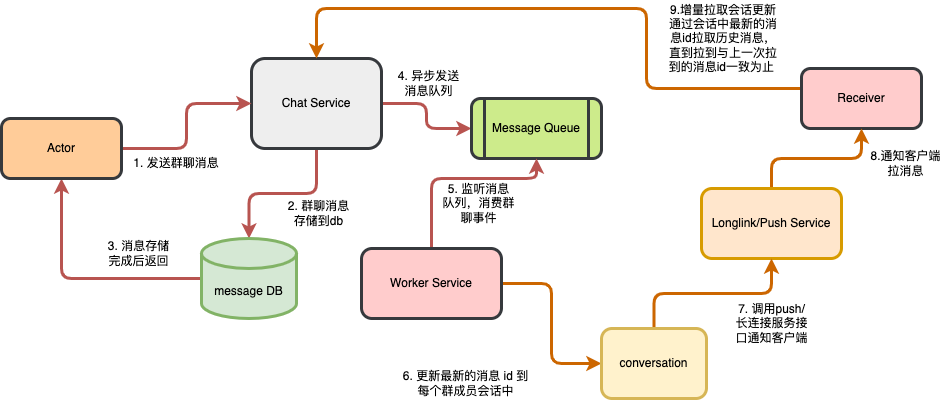 9.增量拉取会话更新
通过会话中最新的消
息id拉取历史消息，
直到拉到与上一次拉
到的消息id一致为止
4. 异步发送
消息队列
Chat Service
Receiver
Message Queue
Actor
1. 发送群聊消息
8.通知客户端
拉消息
5. 监听消息
队列，消费群
聊事件
2. 群聊消息
存储到db
Longlink/Push Service
3. 消息存储
完成后返回
message DB
Worker Service
7. 调用push/
长连接服务接
口通知客户端
conversation
6. 更新最新的消息 id 到
每个群成员会话中